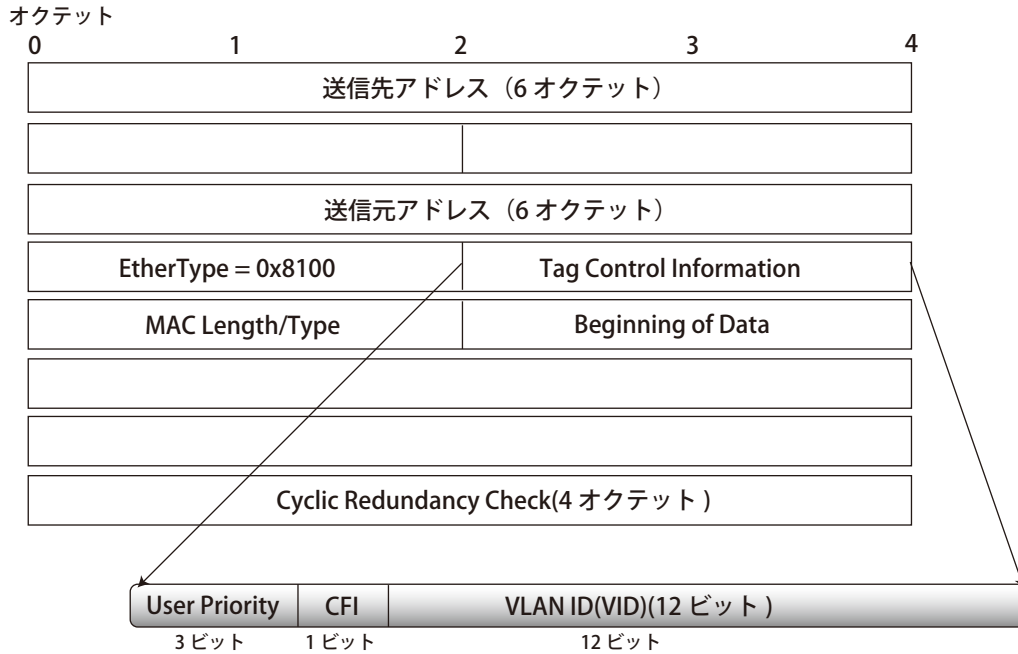 オクテット
0 1 2 3 4
送信先アドレス（6 オクテット）
送信元アドレス（6 オクテット）
EtherType = 0x8100 Tag Control Information
MAC Length/Type Beginning of Data
Cyclic Redundancy Check(4 オクテット )
User Priority CFI VLAN ID(VID)(12 ビット )
3 ビット 1 ビット 12 ビット